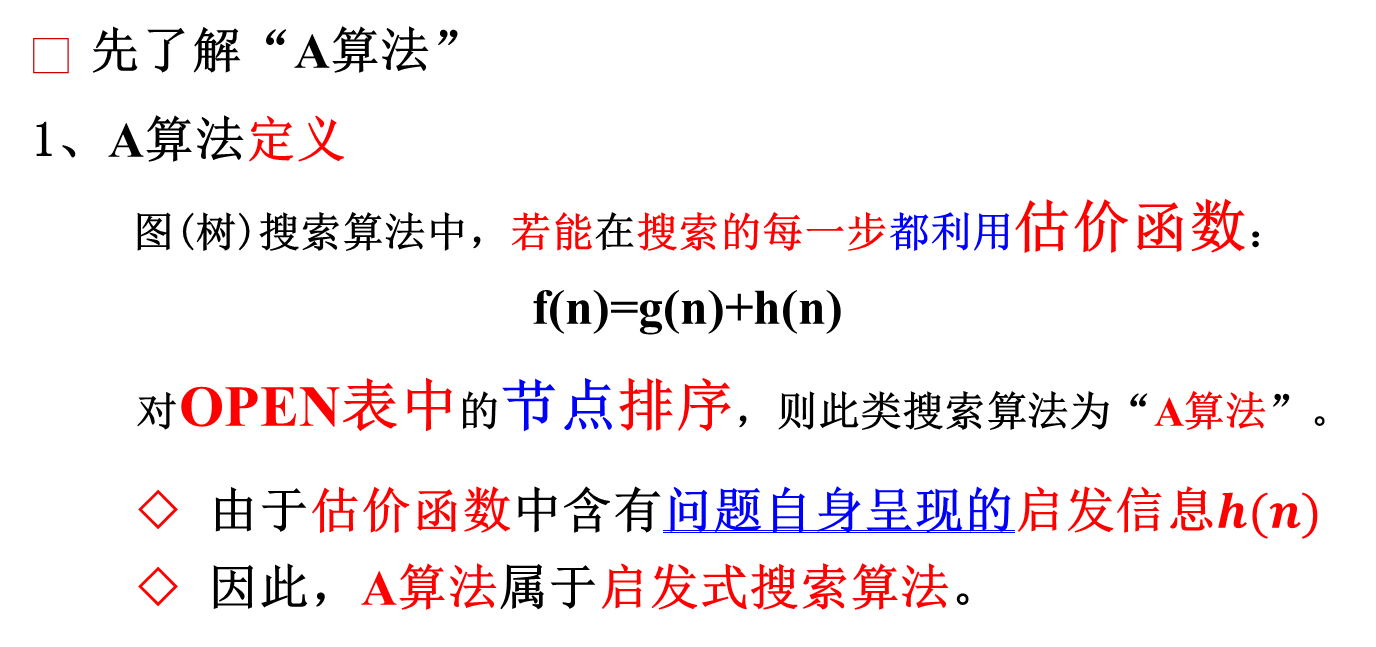 □ 先了解“A算法”
1、A算法定义
图(树)搜索算法中，若能在搜索的每一步都利用估价函数：
f(n)=g(n)+h(n)
对OPEN表中的节点排序，则此类搜索算法为“A算法”。
◇ 由于估价函数中含有问题自身呈现的启发信息h(n)
◇ 因此，A算法属于启发式搜索算法。